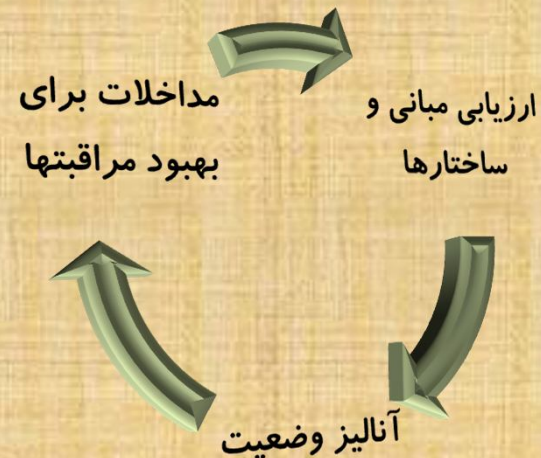 ارزیابی مبانی و
ساختارها
آنالیز وضعیت
مداخلات برای
بهبود مراقبتها